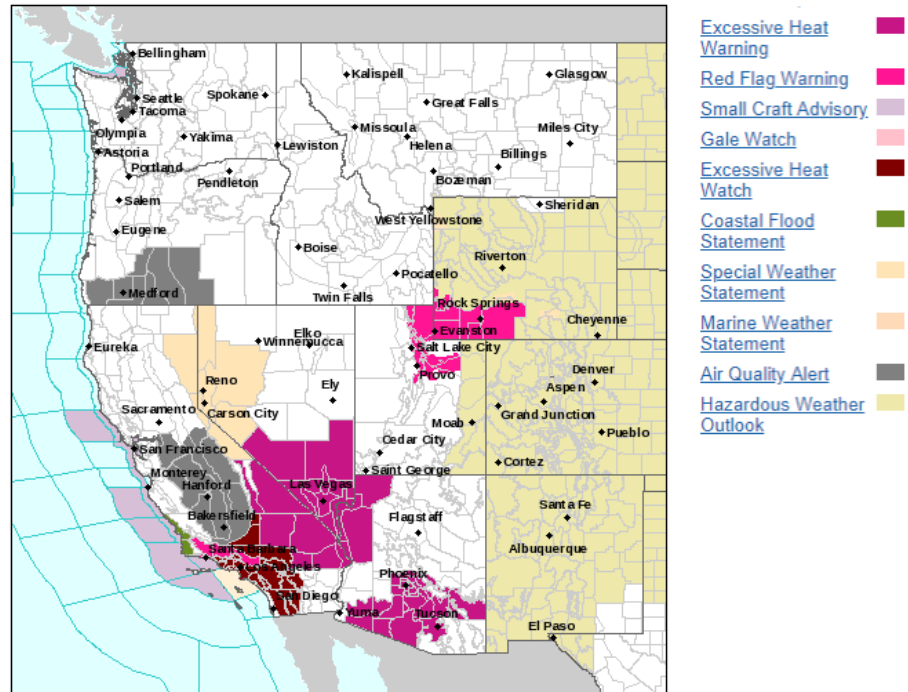 Bellingham
Kalispell
Glasgow
Seattle
Spokane
Tacoma
Great Falls
Olympia
Yakima
Missoula
Helena
Miles City
Astoria
Lewiston
Billings
Portland
Pendleton
Bozeman
Salem
West Yellowstone
Sheridan
Eugene
Boise
Riverton
Pocatello
Medford
Twin Falls
Rock Springs
Cheyenne
Evanston
Elko
Winnemucca
Eureka
Salt Lake City
Provo
Reno
Ely
Denver
Aspen
Carson City
Grand Junction
Sacramento
Moab
Pueblo
Cedar City
San Francisco
Saint George
Cortez
Monterey
Hanford
Las Vegas
Santa Fe
Bakersfield
Flagstaff
Albuquerque
Santa Barbara
Los Angeles
Phoenix
San Diego
Yuma
Tucson
El Paso
Excessive Heat
Warning
Red Flag Warning
Small Craft Advisory
Gale Watch
Excessive Heat
Watch
Coastal Flood
Statement
Special Weather
Statement
Marine Weather
Statement
Air Quality Alert
Hazardous Weather
Outlook